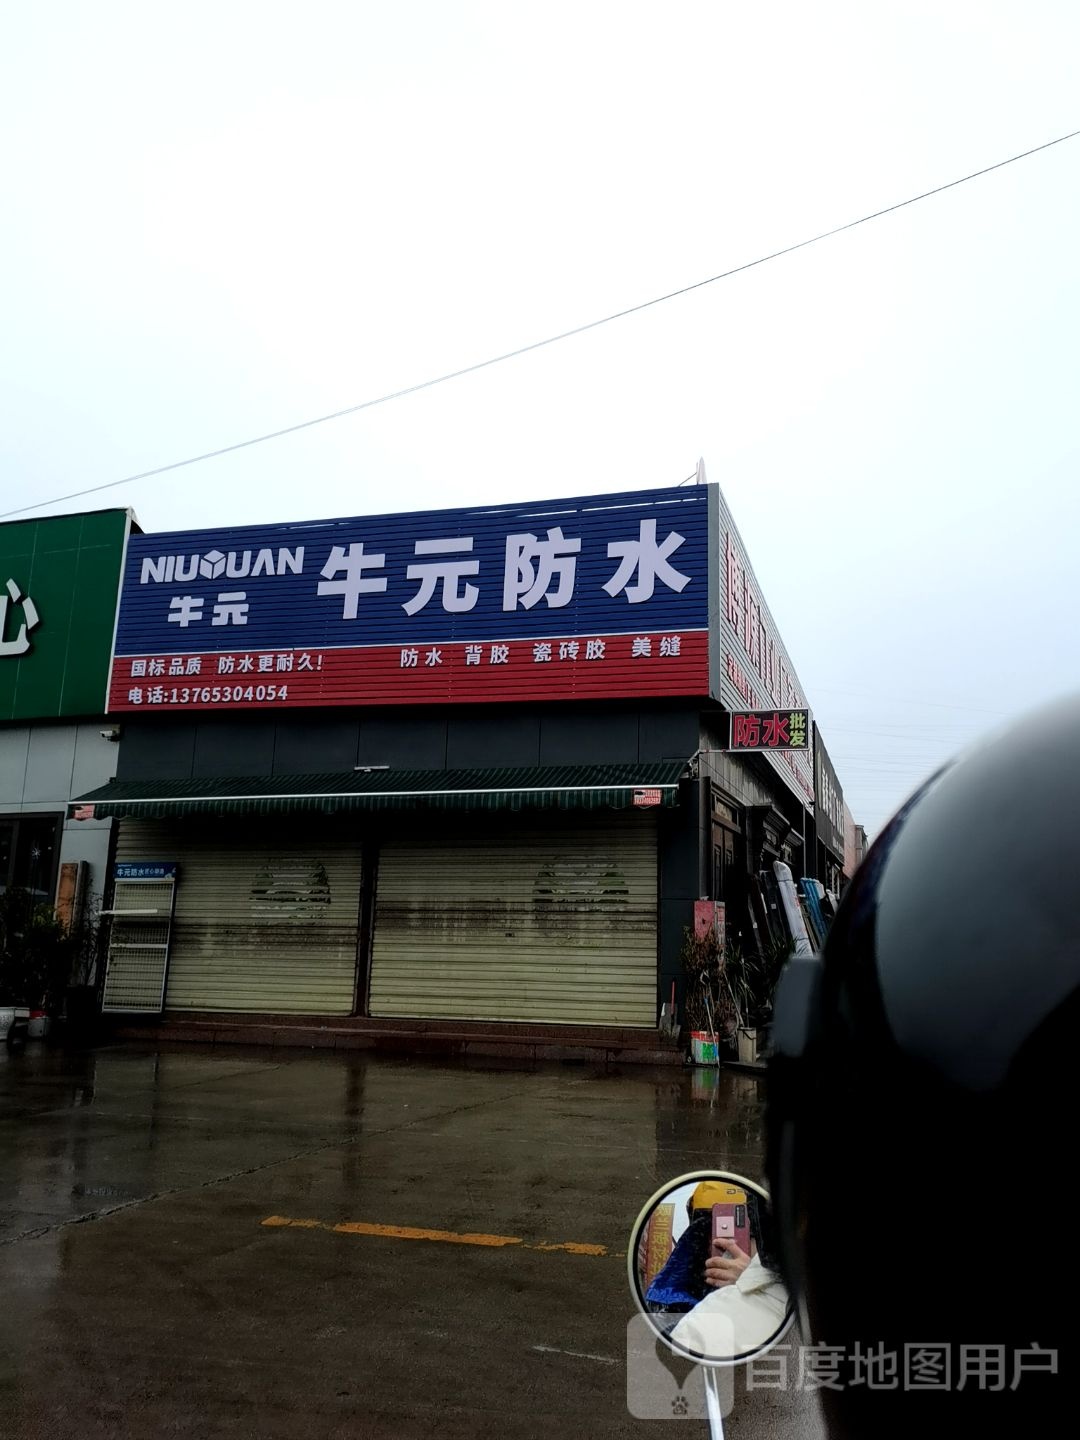 心
NIUYUAN
牛元
牛元防水
国标品质 防水更耐久!
防水 背胶 瓷砖胶 美缝
电话:13765304054
防水批发
牛元防水
百度地图用户